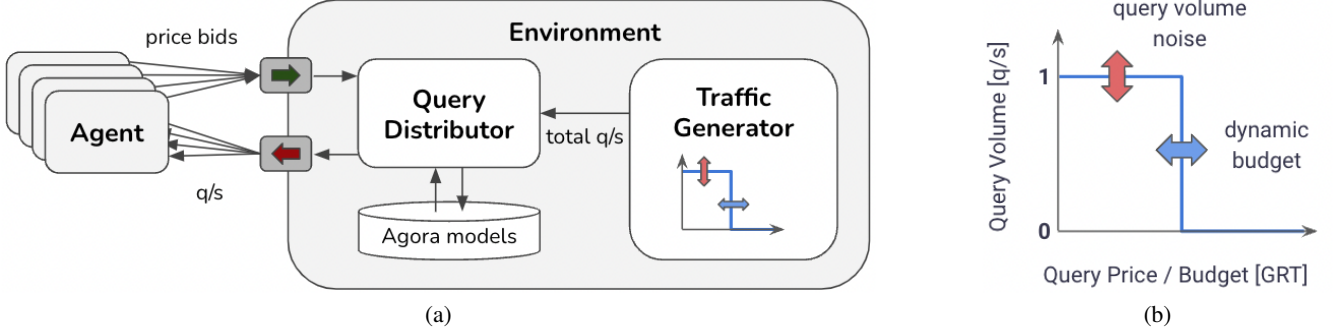 price bids
Agent
q/s
Environment
Query
Distributor
Agora models
total q/s
Traffic
Generator
(a)
query volume
noise
Query Volume [q/s]
1
0
dynamic
budget
Query Price / Budget [GRT]
(b)